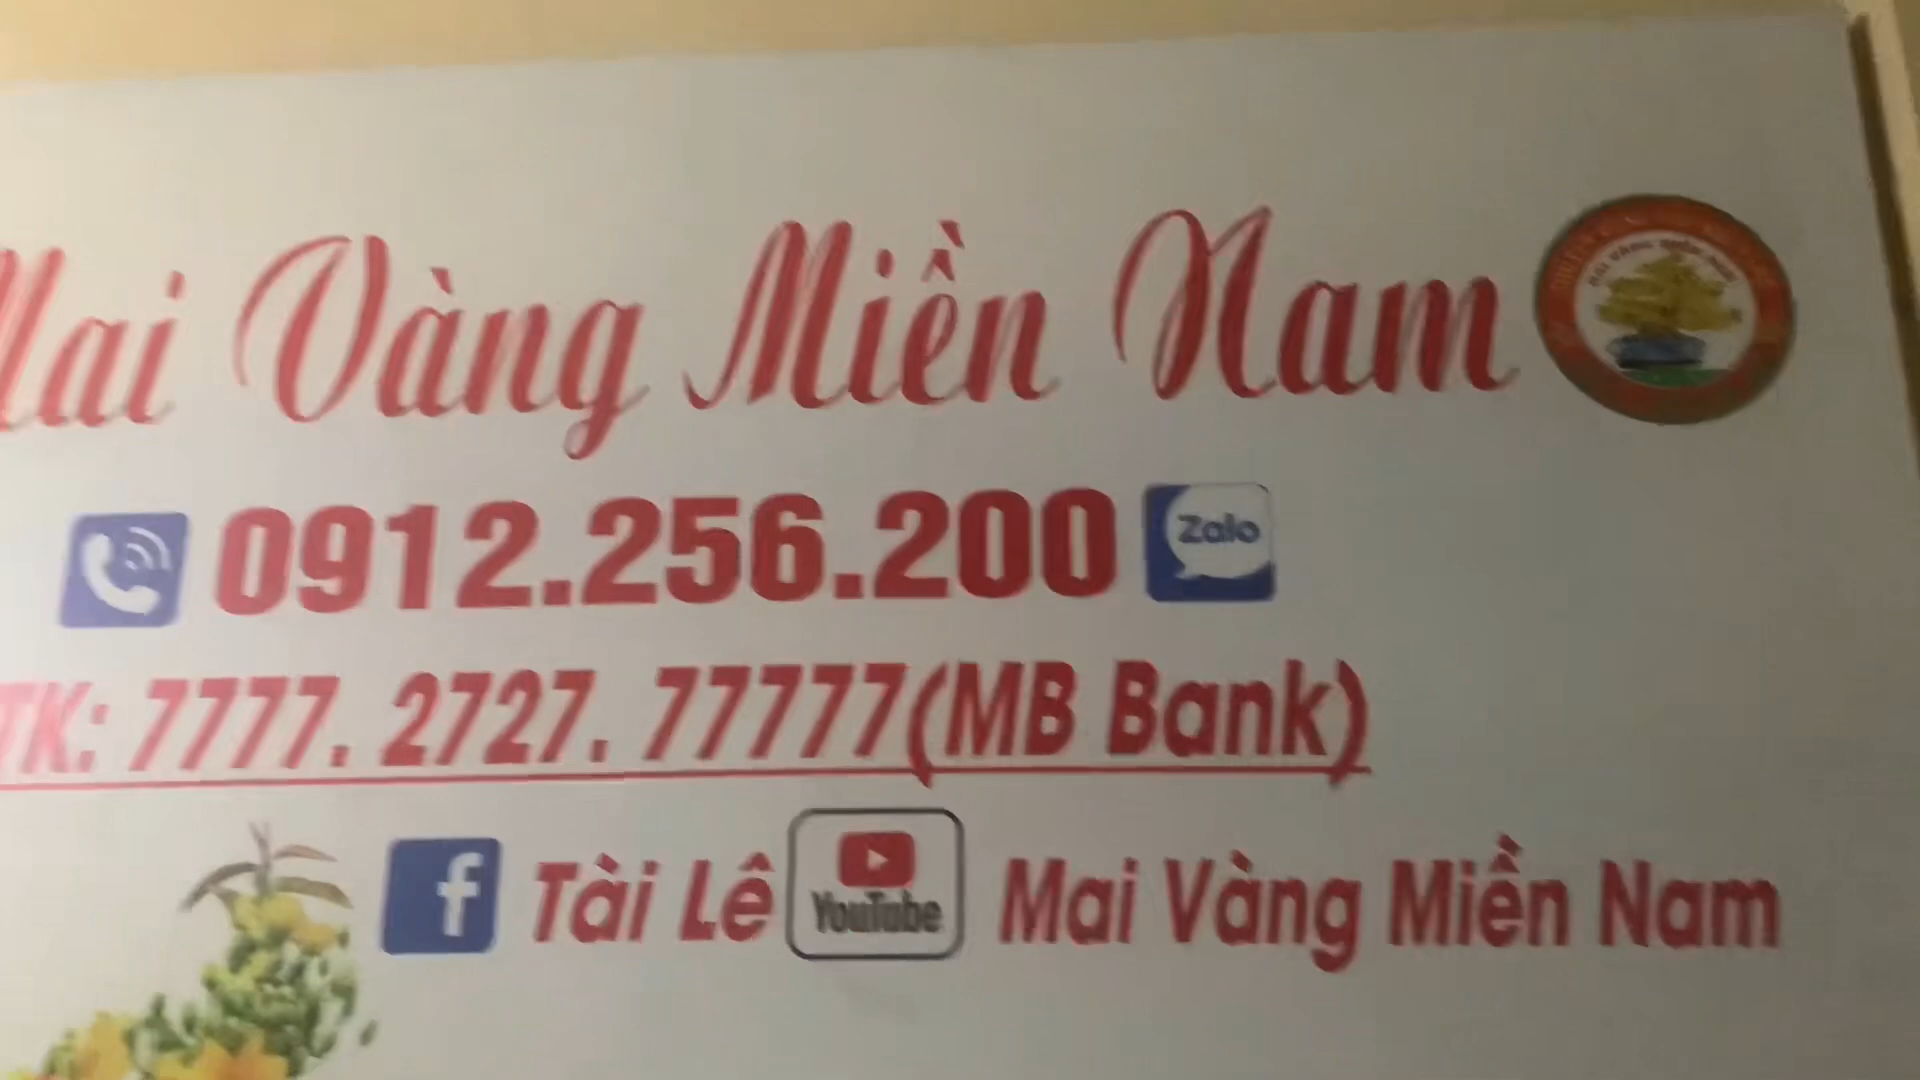 Mai Vàng Miền Nam
0912.256.200 Zalo
TK: 7777. 2727. 77777(MB Bank)
f Tài Lê YouTube Mai Vàng Miền Nam